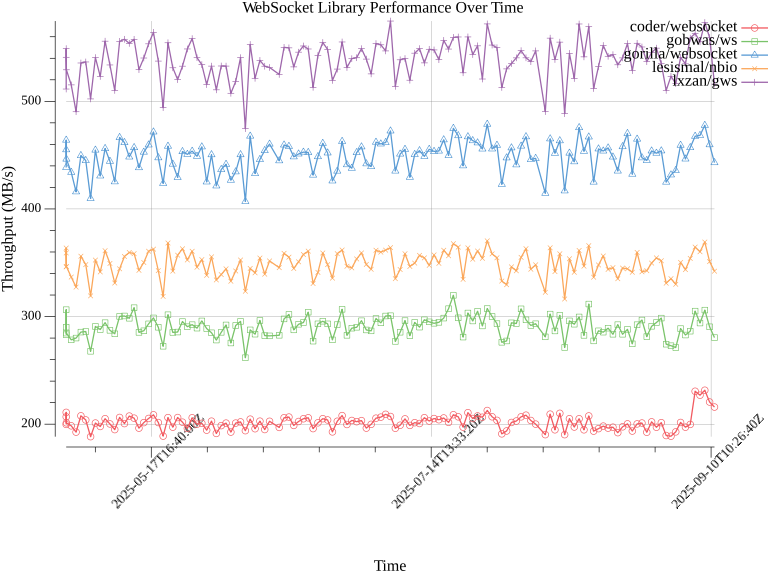 WebSocket Library Performance Over Time
coder/websocket
gobwas/ws
gorilla/websocket
lesismal/nbio
lxzan/gws
Throughput (MB/s)
500
400
300
200
2025-05-17T16:40:00Z
2025-07-14T13:33:20Z
2025-09-10T10:26:40Z
Time